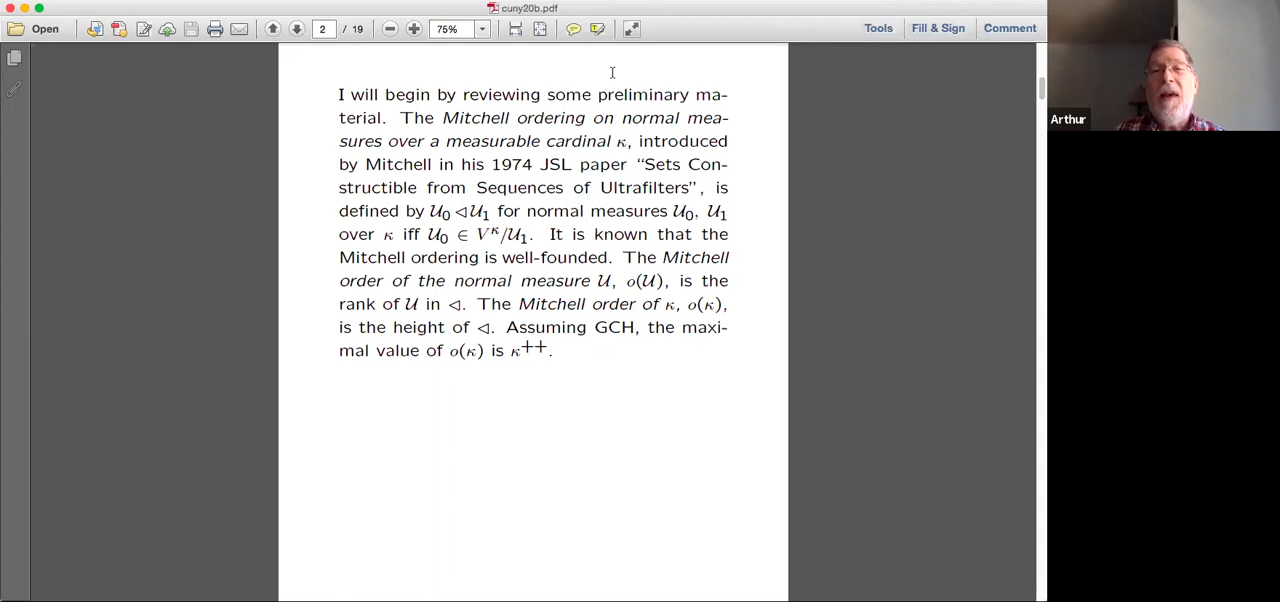 cuny20b.pdf
Open 2 / 19 75% Tools Fill & Sign Comment
I will begin by reviewing some preliminary ma-
terial. The Mitchell ordering on normal mea-
sures over a measurable cardinal κ, introduced
by Mitchell in his 1974 JSL paper “Sets Con-
structible from Sequences of Ultrafilters”, is
defined by 𝒰₀ ◁ 𝒰₁ for normal measures 𝒰₀, 𝒰₁
over κ iff 𝒰₀ ∈ V^κ/𝒰₁. It is known that the
Mitchell ordering is well-founded. The Mitchell
order of the normal measure 𝒰, o(𝒰), is the
rank of 𝒰 in ◁. The Mitchell order of κ, o(κ),
is the height of ◁. Assuming GCH, the maxi-
mal value of o(κ) is κ⁺⁺.
Arthur